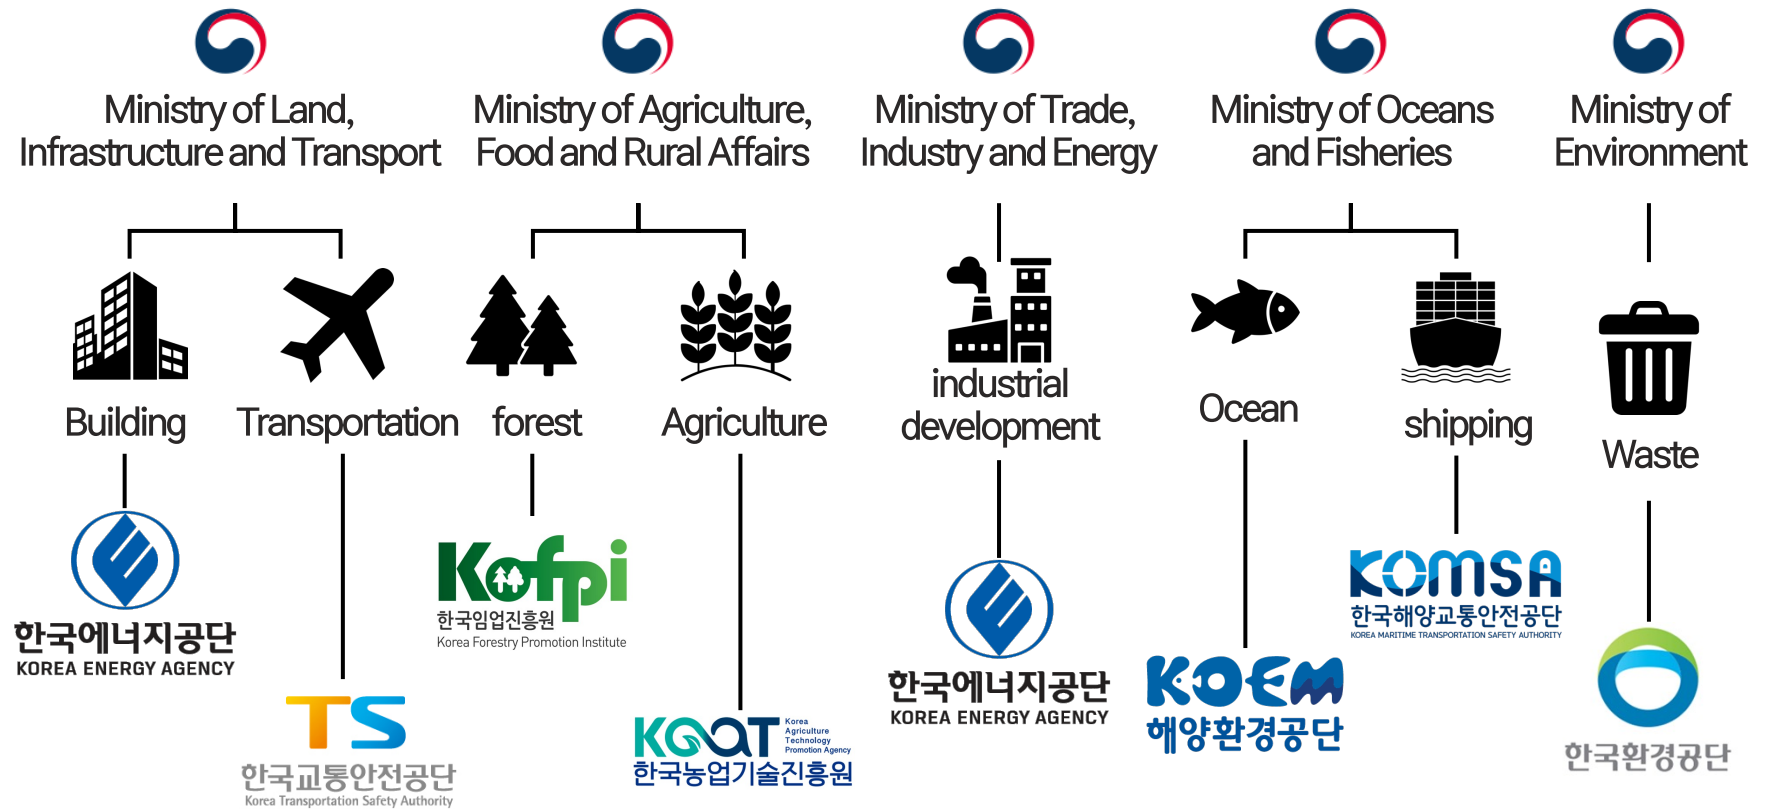 Ministry of Land,
Infrastructure and Transport
Ministry of Agriculture,
Food and Rural Affairs
Ministry of Trade,
Industry and Energy
Ministry of Oceans
and Fisheries
Ministry of
Environment
Building
Transportation
forest
Agriculture
industrial
development
Ocean
shipping
Waste
한국에너지공단
KOREA ENERGY AGENCY
TS
한국교통안전공단
Korea Transportation Safety Authority
Kofpi
한국임업진흥원
Korea Forestry Promotion Institute
KOAT
Korea
Agriculture
Technology
Promotion Agency
한국농업기술진흥원
한국에너지공단
KOREA ENERGY AGENCY
KOEM
해양환경공단
KOMSA
한국해양교통안전공단
KOREA MARITIME TRANSPORTATION SAFETY AUTHORITY
한국환경공단